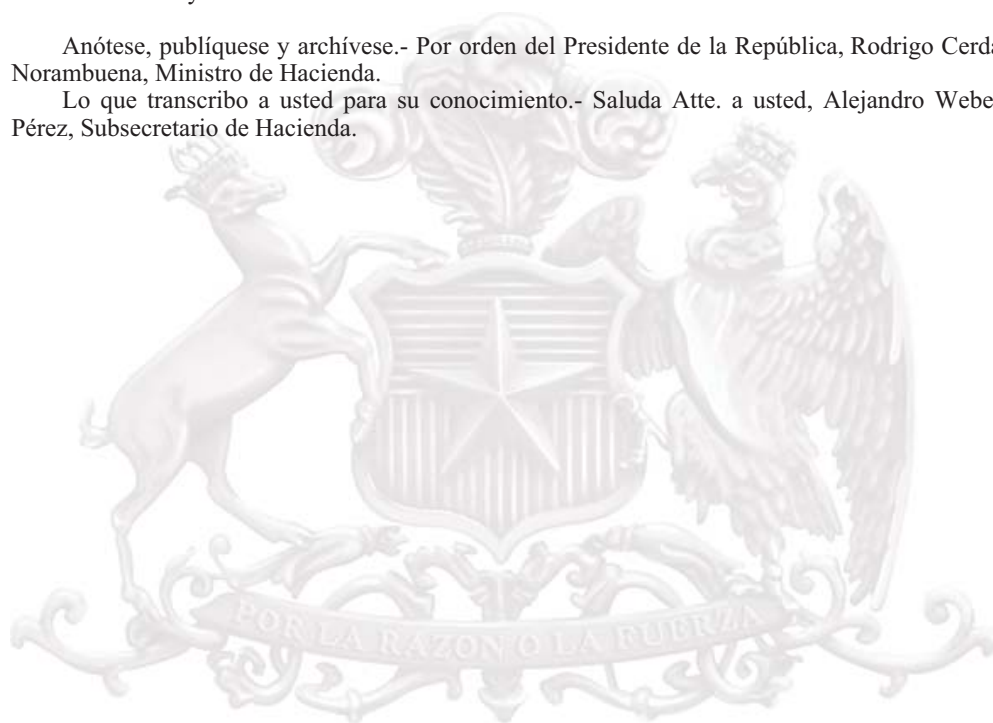 Anótese, publíquese y archívese.- Por orden del Presidente de la República, Rodrigo Cerda
Norambuena, Ministro de Hacienda.
Lo que transcribo a usted para su conocimiento.- Saluda Atte. a usted, Alejandro Webe
Pérez, Subsecretario de Hacienda.
POR LA RAZON O LA FUERZA